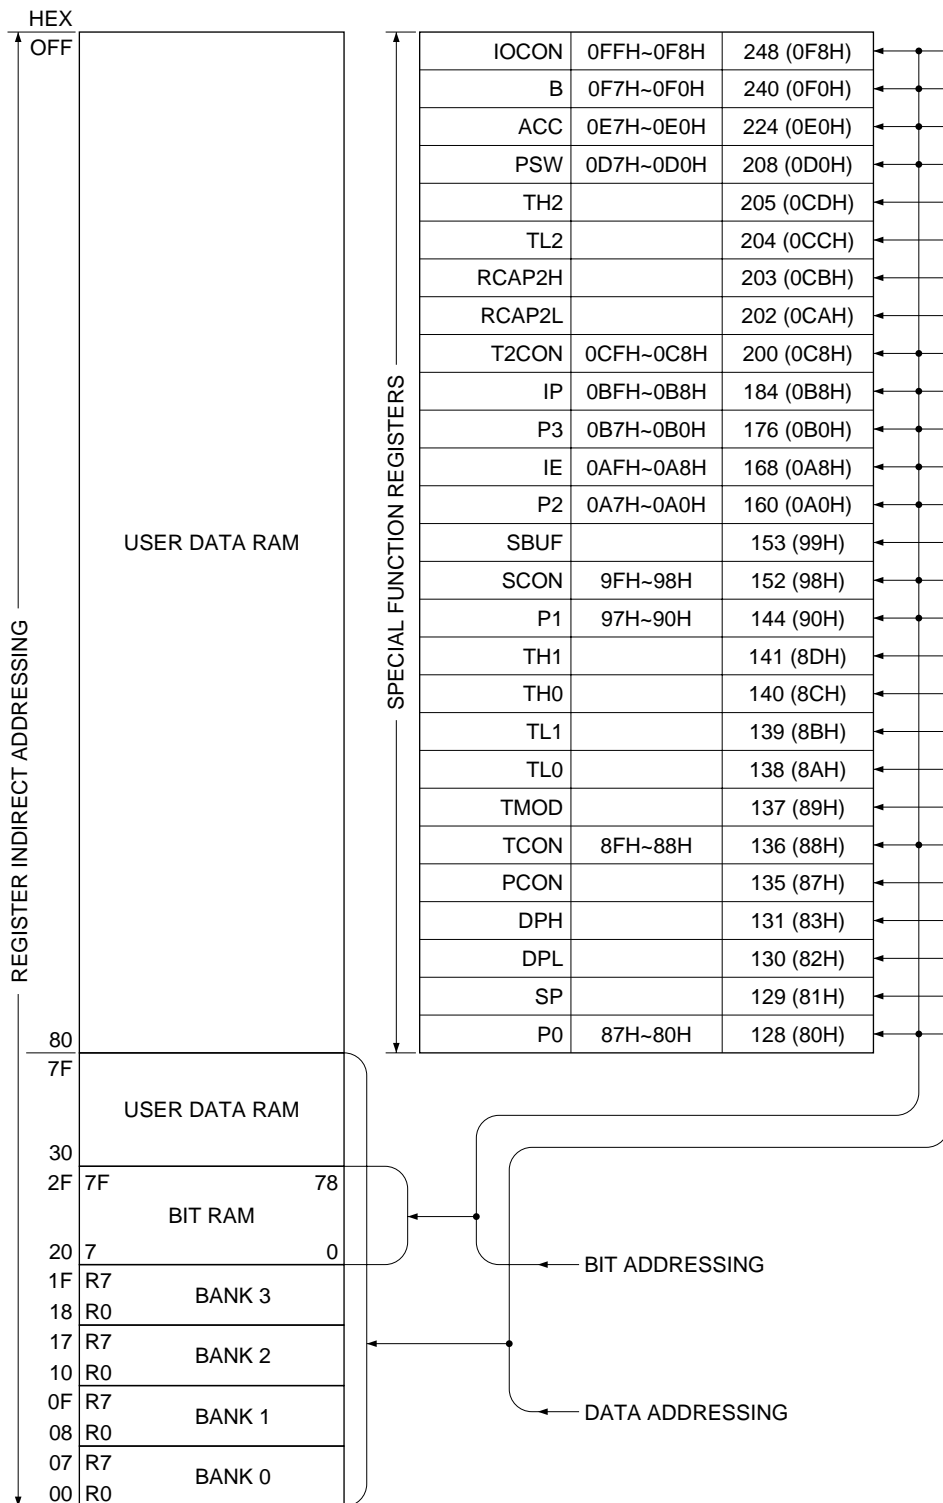 HEX
OFF
REGISTER INDIRECT ADDRESSING
USER DATA RAM
80
7F
USER DATA RAM
30
2F 7F 78
BIT RAM
20 7 0
1F R7
BANK 3
18 R0
17 R7
BANK 2
10 R0
0F R7
BANK 1
08 R0
07 R7
BANK 0
00 R0
SPECIAL FUNCTION REGISTERS
IOCON 0FFH~0F8H 248 (0F8H)
B 0F7H~0F0H 240 (0F0H)
ACC 0E7H~0E0H 224 (0E0H)
PSW 0D7H~0D0H 208 (0D0H)
TH2 205 (0CDH)
TL2 204 (0CCH)
RCAP2H 203 (0CBH)
RCAP2L 202 (0CAH)
T2CON 0CFH~0C8H 200 (0C8H)
IP 0BFH~0B8H 184 (0B8H)
P3 0B7H~0B0H 176 (0B0H)
IE 0AFH~0A8H 168 (0A8H)
P2 0A7H~0A0H 160 (0A0H)
SBUF 153 (99H)
SCON 9FH~98H 152 (98H)
P1 97H~90H 144 (90H)
TH1 141 (8DH)
TH0 140 (8CH)
TL1 139 (8BH)
TL0 138 (8AH)
TMOD 137 (89H)
TCON 8FH~88H 136 (88H)
PCON 135 (87H)
DPH 131 (83H)
DPL 130 (82H)
SP 129 (81H)
P0 87H~80H 128 (80H)
BIT ADDRESSING
DATA ADDRESSING